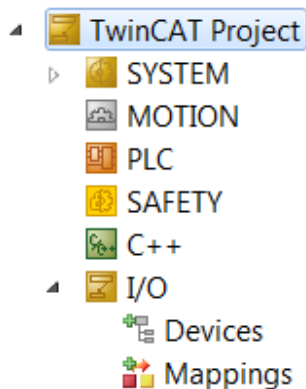 TwinCAT Project
SYSTEM
MOTION
PLC
SAFETY
C++
I/O
Devices
Mappings